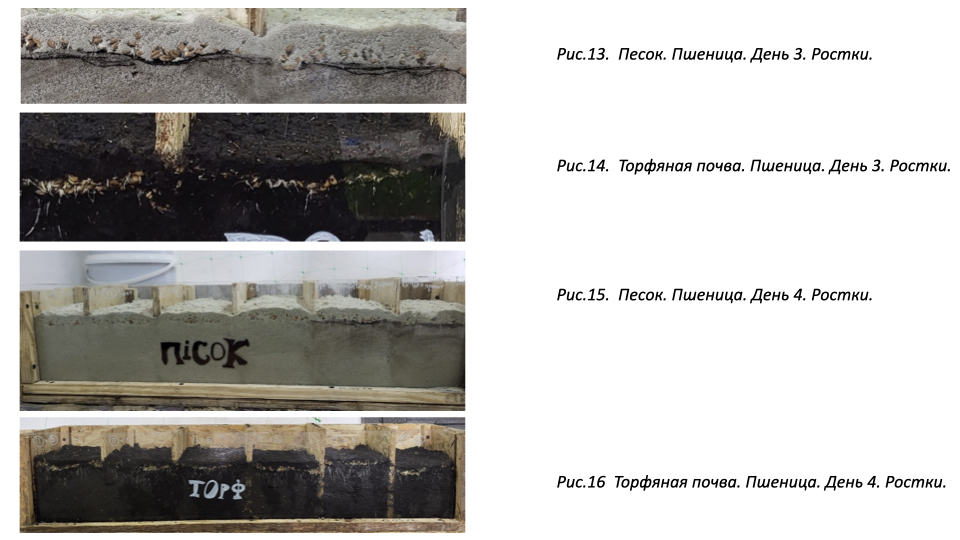 Рис.13. Песок. Пшеница. День 3. Ростки.
Рис.14. Торфяная почва. Пшеница. День 3. Ростки.
Рис.15. Песок. Пшеница. День 4. Ростки.
ПІСОК
Рис.16 Торфяная почва. Пшеница. День 4. Ростки.
ТОРФ